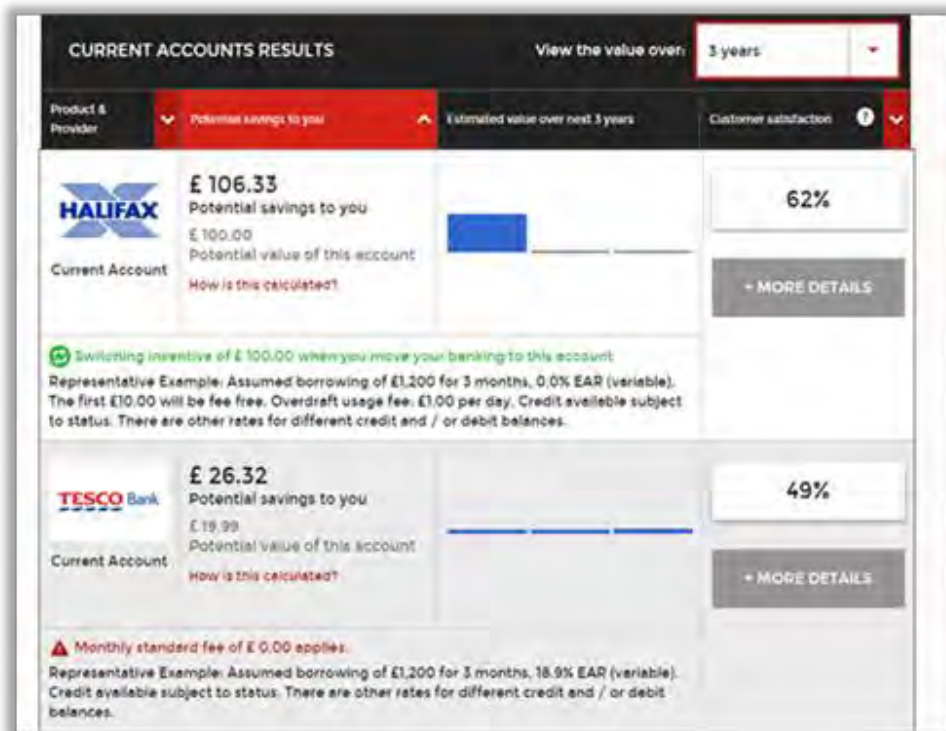 CURRENT ACCOUNTS RESULTS
View the value over:
3 years
Product &
Provider
Potential savings to you
Estimated value over next 3 years
Customer satisfaction
?
HALIFAX
Current Account
£ 106.33
Potential savings to you
£ 100.00
Potential value of this account
How is this calculated?
62%
+ MORE DETAILS
Switching incentive of £ 100.00 when you move your banking to this account
Representative Example: Assumed borrowing of £1,200 for 3 months, 0.0% EAR (variable).
The first £10.00 will be fee free. Overdraft usage fee: £1.00 per day. Credit available subject
to status. There are other rates for different credit and / or debit balances.
TESCO Bank
Current Account
£ 26.32
Potential savings to you
£ 19.99
Potential value of this account
How is this calculated?
49%
+ MORE DETAILS
Monthly standard fee of £ 0.00 applies.
Representative Example: Assumed borrowing of £1,200 for 3 months, 18.9% EAR (variable).
Credit available subject to status. There are other rates for different credit and / or debit
balances.